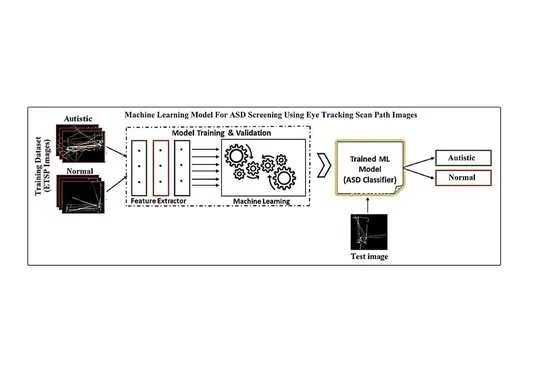 Machine Learning Model For ASD Screening Using Eye Tracking Scan Path Images
Training Dataset
(ETSP Images)
Autistic
Normal
Model Training & Validation
Feature Extractor
Machine Learning
Trained ML
Model
(ASD Classifier)
Test image
Autistic
Normal